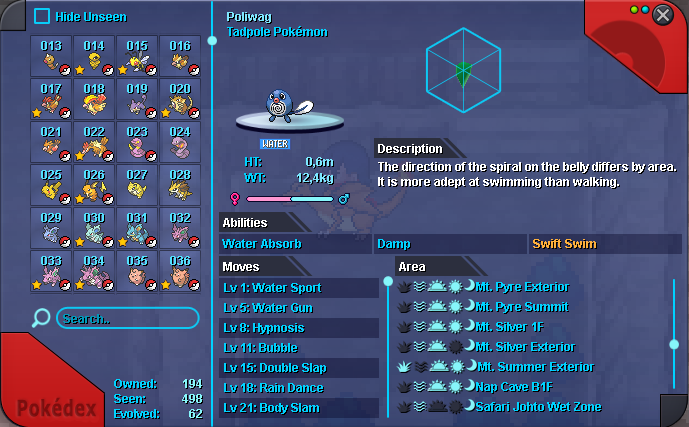 Hide Unseen
013 014 015 016
017 018 019 020
021 022 023 024
025 026 027 028
029 030 031 032
033 034 035 036
Search..
Owned: 194
Seen: 498
Evolved: 62
Pokédex
Poliwag
Tadpole Pokémon
WATER
HT: 0,6m
WT: 12,4kg
Description
The direction of the spiral on the belly differs by area.
It is more adept at swimming than walking.
Abilities
Water Absorb Damp Swift Swim
Moves
Lv 1: Water Sport
Lv 5: Water Gun
Lv 8: Hypnosis
Lv 11: Bubble
Lv 15: Double Slap
Lv 18: Rain Dance
Lv 21: Body Slam
Area
Mt. Pyre Exterior
Mt. Pyre Summit
Mt. Silver 1F
Mt. Silver Exterior
Mt. Summer Exterior
Nap Cave B1F
Safari Johto Wet Zone